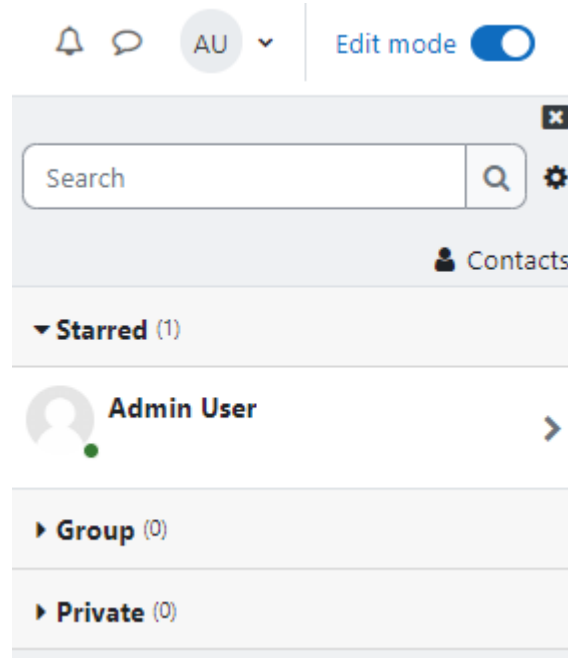 AU Edit mode
Search
Contacts
Starred (1)
Admin User
Group (0)
Private (0)